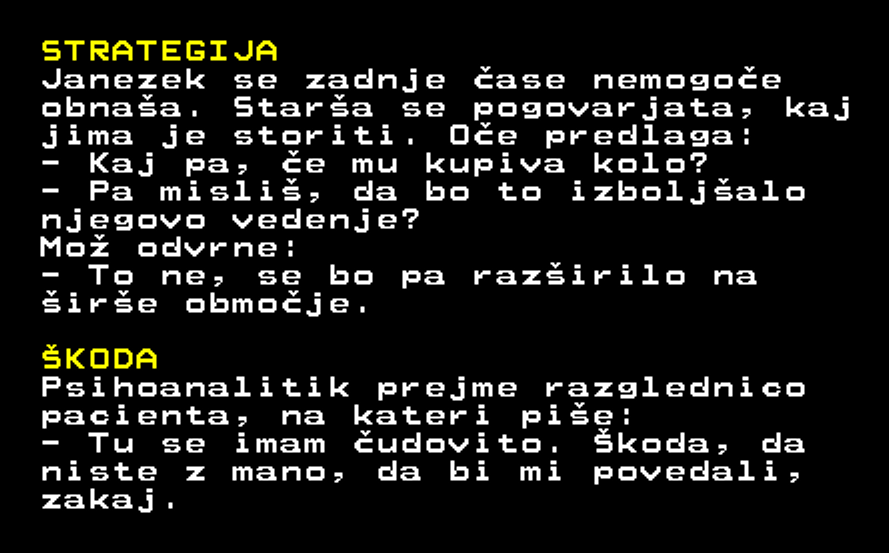 STRATEGIJA
Janezek se zadnje čase nemogoče
obnaša. Starša se pogovarjata, kaj
jima je storiti. Oče predlaga:
- Kaj pa, če mu kupiva kolo?
- Pa misliš, da bo to izboljšalo
njegovo vedenje?
Mož odvrne:
- To ne, se bo pa razširilo na
širše območje.
ŠKODA
Psihoanalitik prejme razglednico
pacienta, na kateri piše:
- Tu se imam čudovito. Škoda, da
niste z mano, da bi mi povedali,
zakaj.